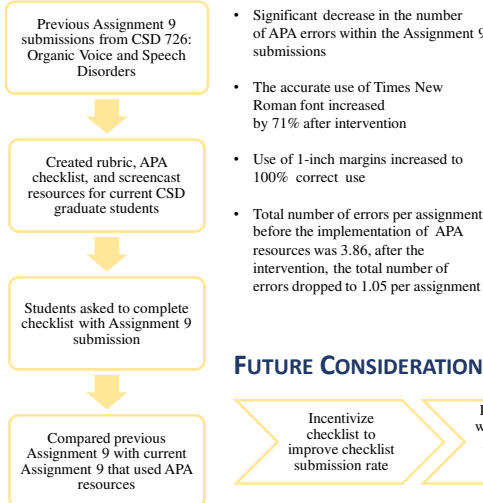 Previous Assignment 9
submissions from CSD 726:
Organic Voice and Speech
Disorders
Created rubric, APA
checklist, and screencast
resources for current CSD
graduate students
Students asked to complete
checklist with Assignment 9
submission
Compared previous
Assignment 9 with current
Assignment 9 that used APA
resources
• Significant decrease in the number
of APA errors within the Assignment 9
submissions
• The accurate use of Times New
Roman font increased
by 71% after intervention
• Use of 1-inch margins increased to
100% correct use
• Total number of errors per assignment
before the implementation of APA
resources was 3.86, after the
intervention, the total number of
errors dropped to 1.05 per assignment
FUTURE CONSIDERATION
Incentivize
checklist to
improve checklist
submission rate